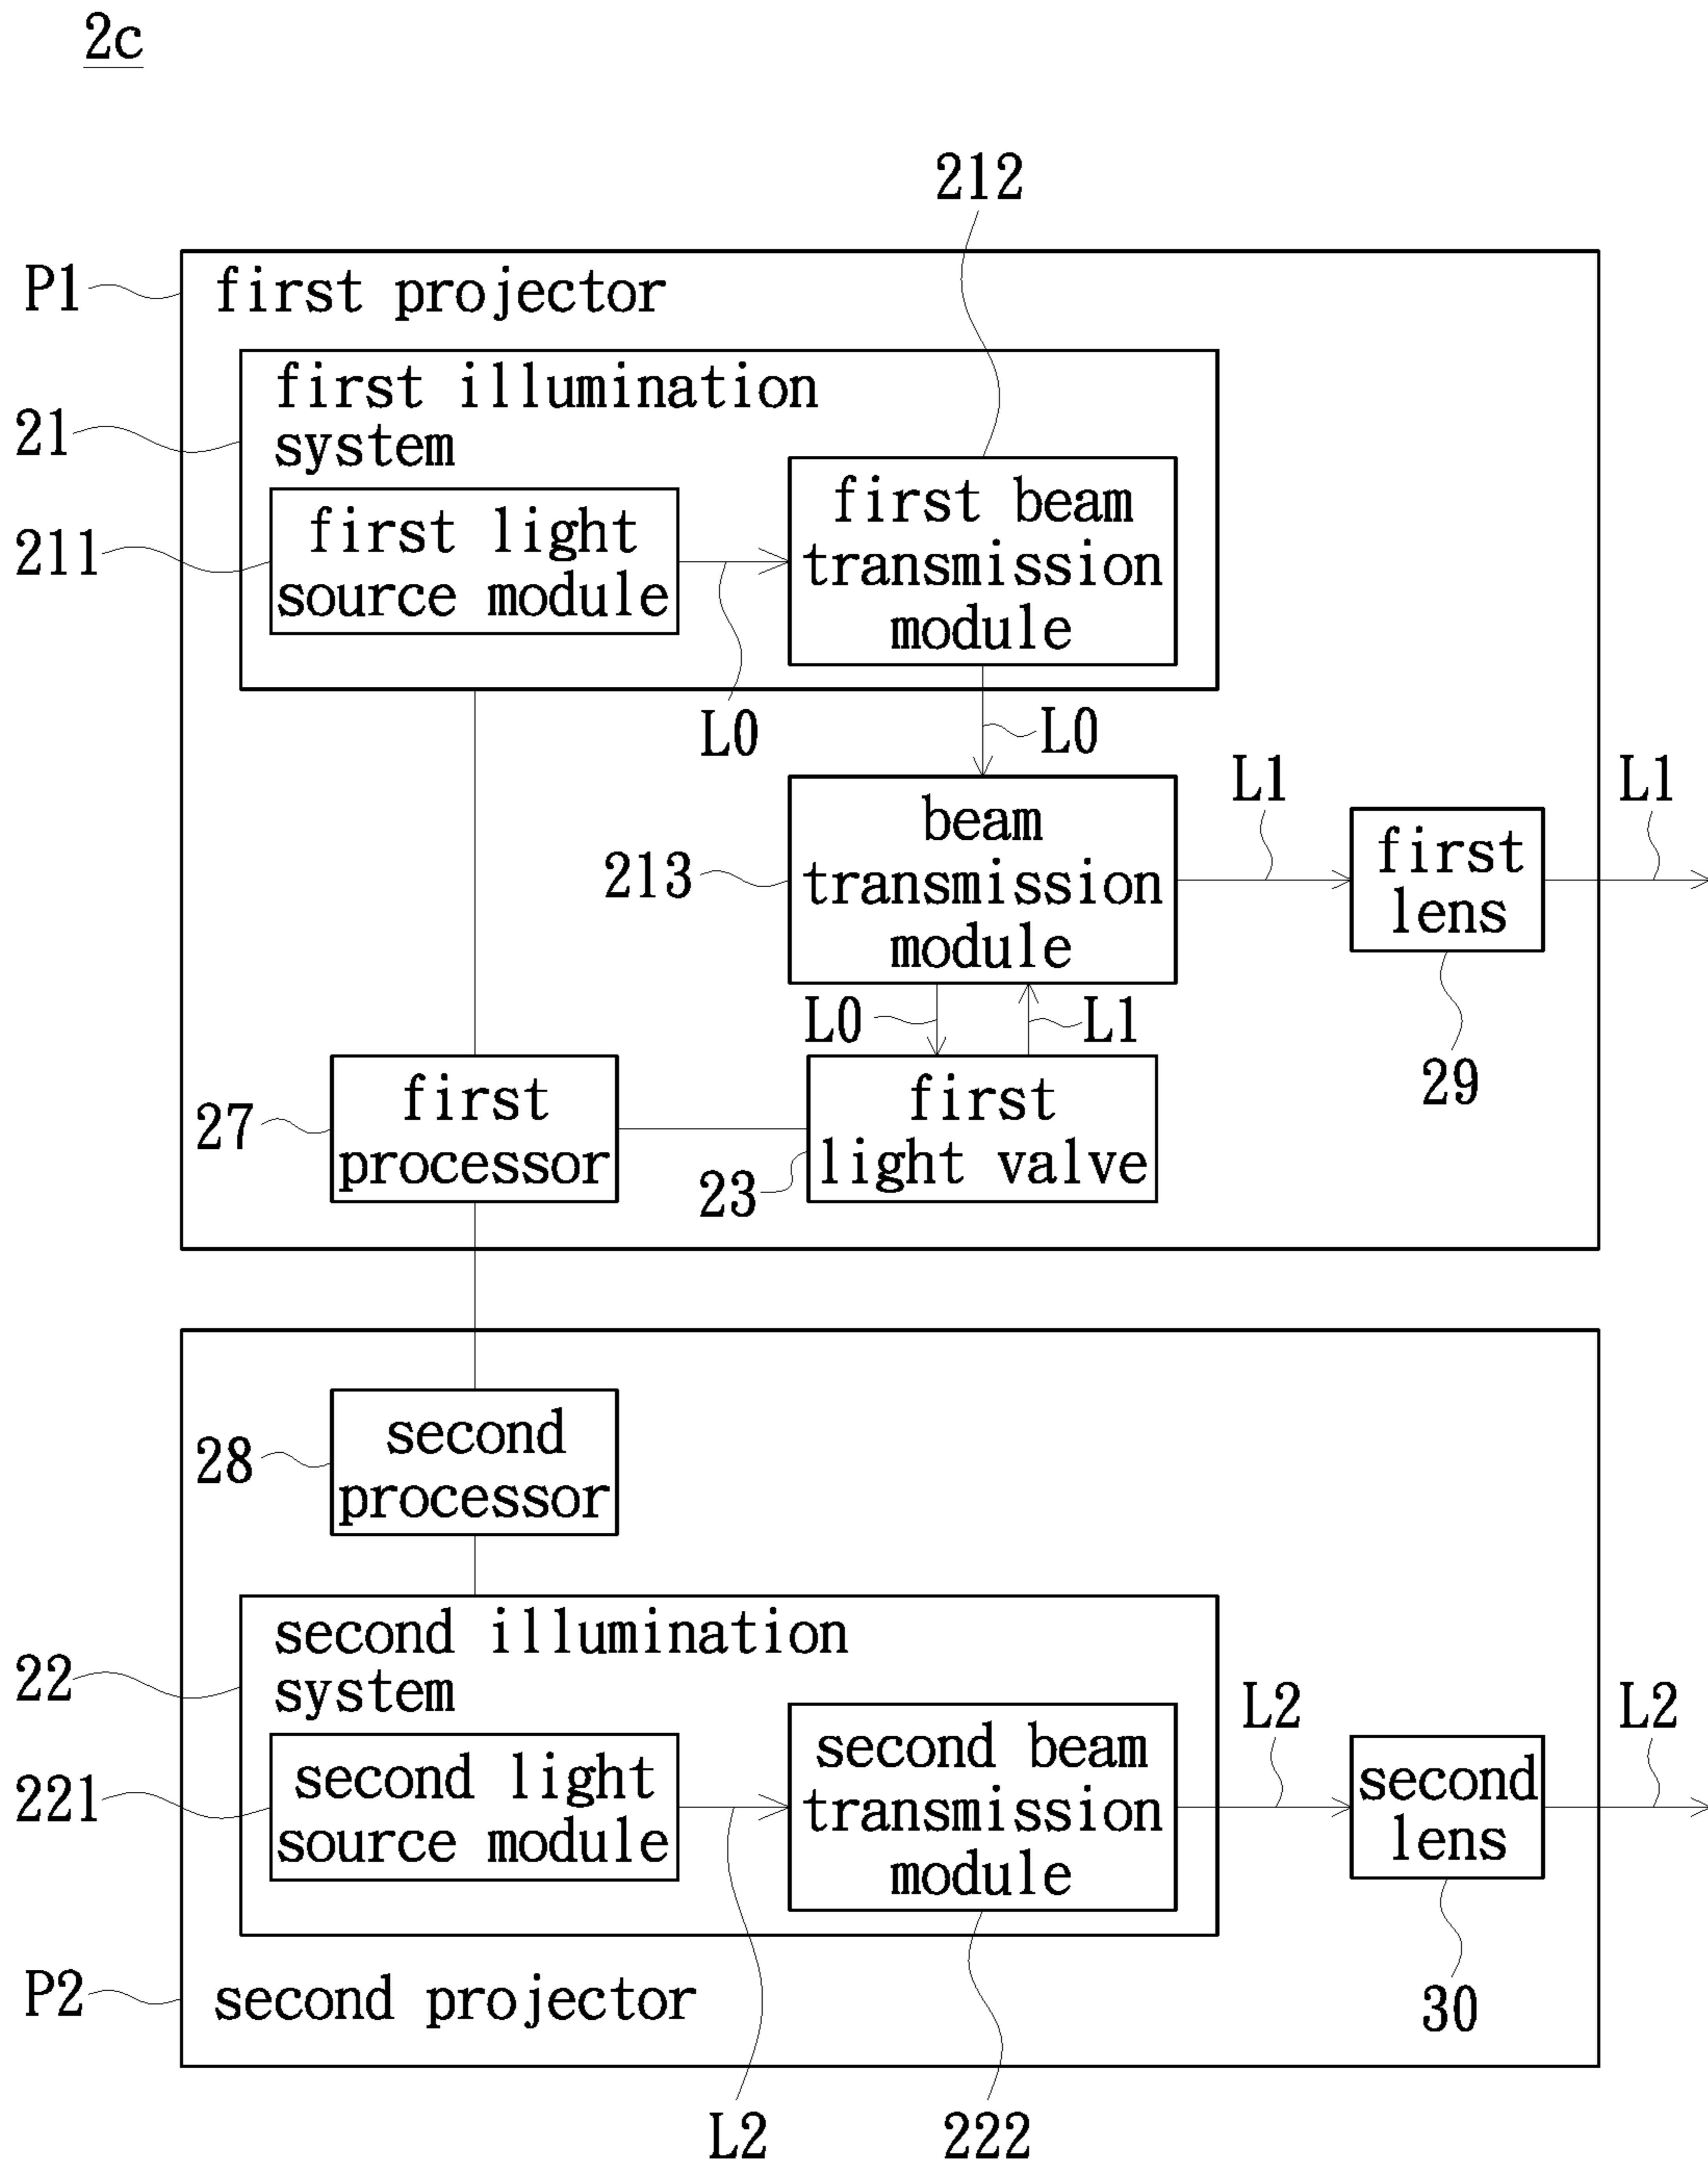 2c
212
P1
first projector
first illumination
system
21
first beam
transmission
module
first light
source module
211
L0
L0
L1
L1
beam
transmission
module
first
lens
213
L0
L1
29
first
processor
27
first
light valve
23
second
processor
28
second illumination
system
22
L2
L2
second beam
transmission
module
second light
source module
221
second
lens
P2
second projector
30
L2
222